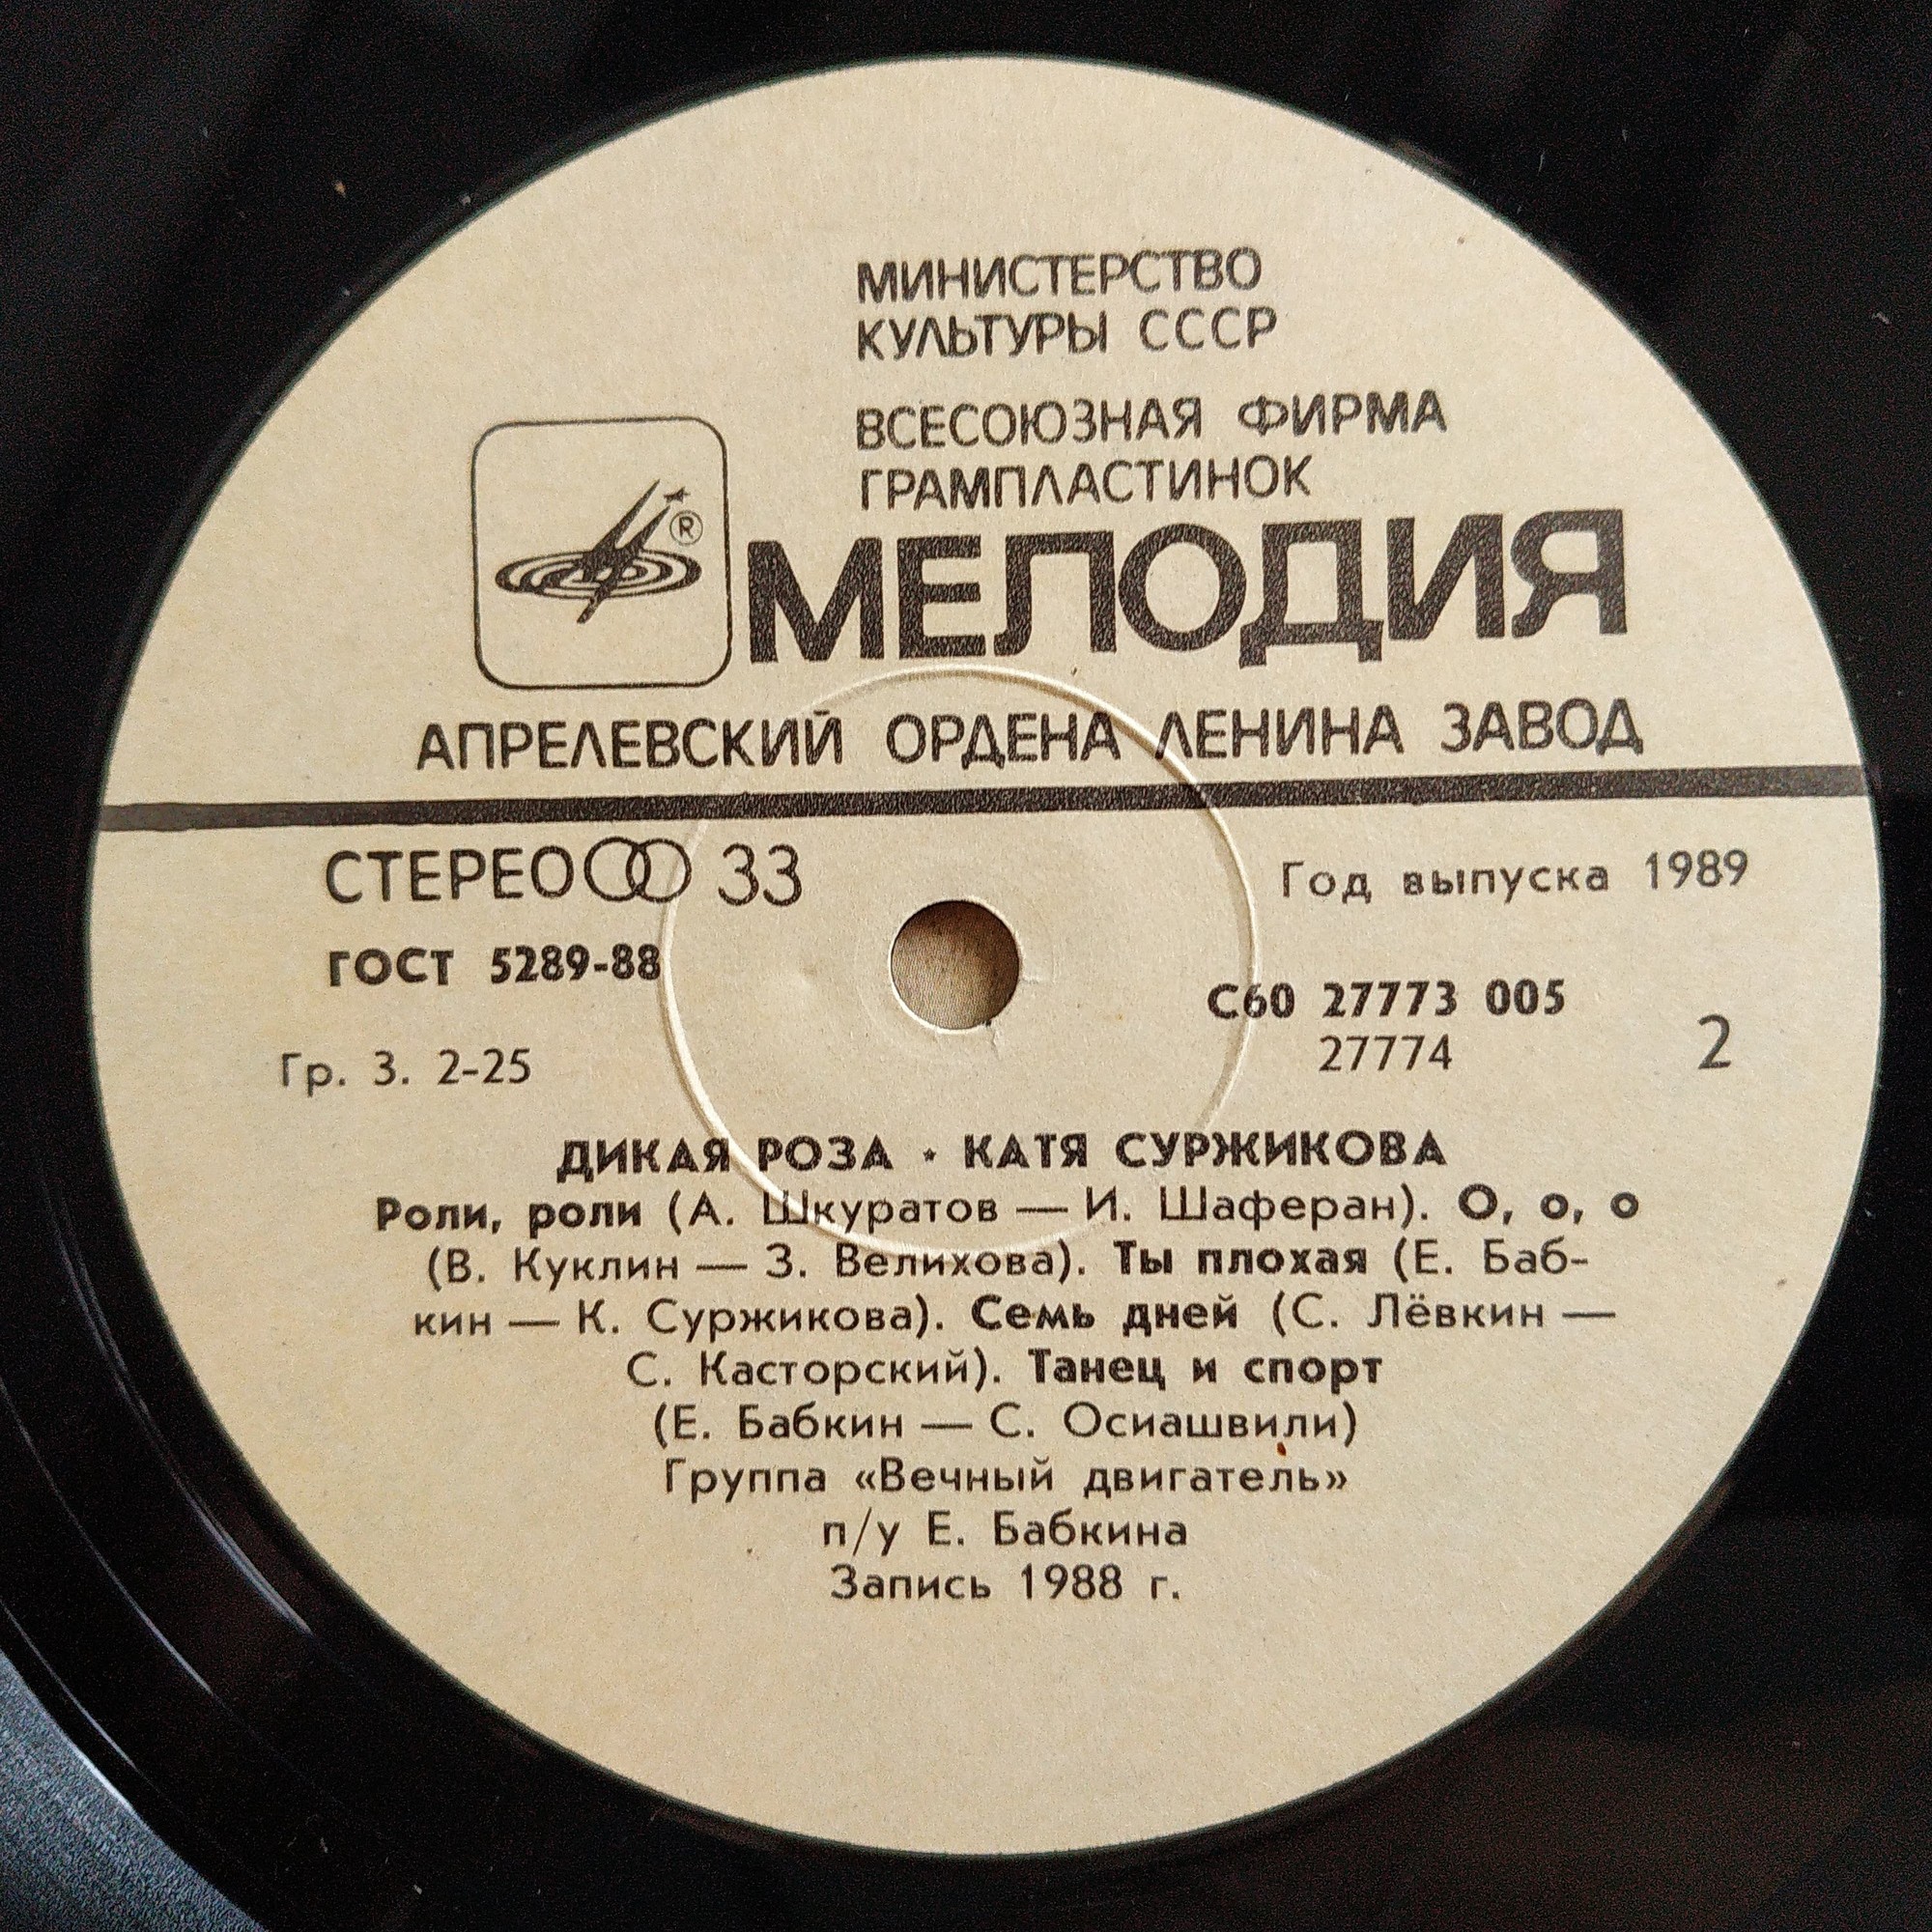 МИНИСТЕРСТВО
КУЛЬТУРЫ СССР
ВСЕСОЮЗНАЯ ФИРМА
ГРАМПЛАСТИНОК
®
МЕЛОДИЯ
АПРЕЛЕВСКИЙ ОРДЕНА ЛЕНИНА ЗАВОД
СТЕРЕО 33
Год выпуска 1989
ГОСТ 5289-88
С60 27773 005
27774
2
Гр. 3. 2-25
ДИКАЯ РОЗА · КАТЯ СУРЖИКОВА
Роли, роли (А. Шкуратов — И. Шаферан). О, о, о
(В. Куклин — З. Велихова). Ты плохая (Е. Баб-
кин — К. Суржикова). Семь дней (С. Лёвкин —
С. Касторский). Танец и спорт
(Е. Бабкин — С. Осиашвили)
Группа «Вечный двигатель»
п/у Е. Бабкина
Запись 1988 г.